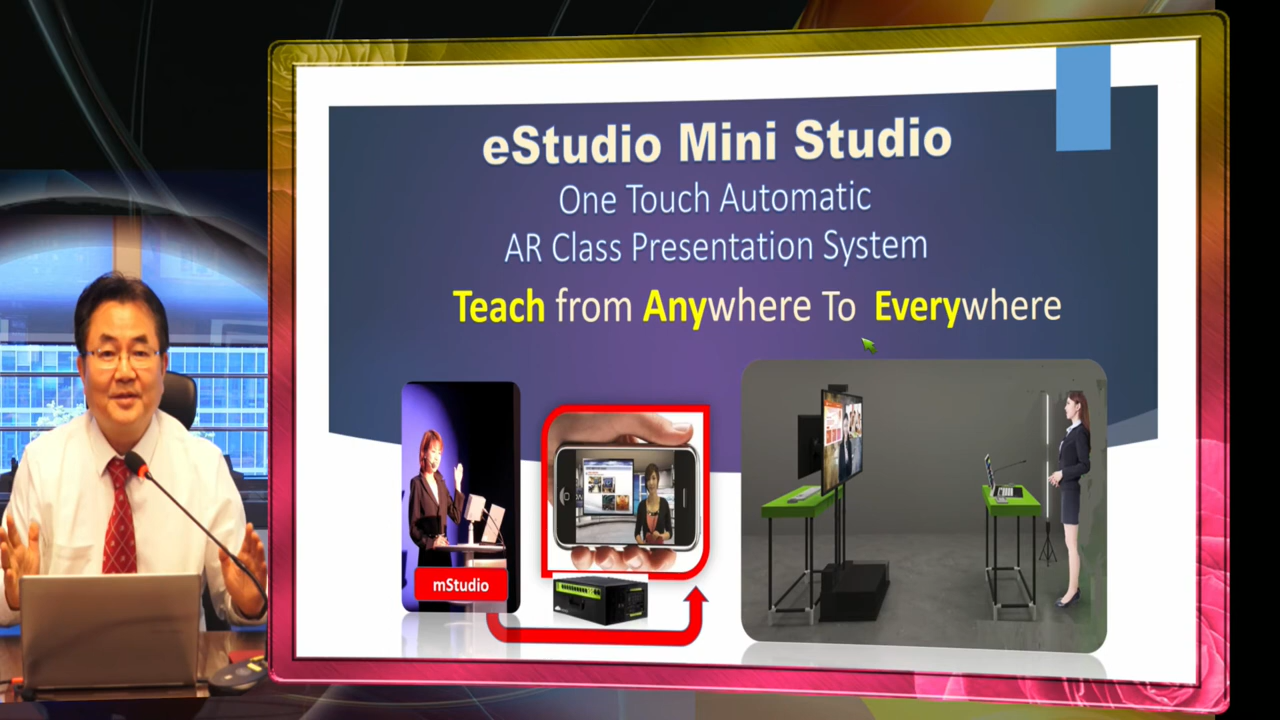 eStudio Mini Studio
One Touch Automatic
AR Class Presentation System
Teach from Anywhere To Everywhere
mStudio